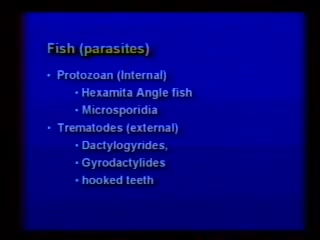 Fish (parasites)
• Protozoan (Internal)
• Hexamita Angle fish
• Microsporidia
• Trematodes (external)
• Dactylogyrides,
• Gyrodactylides
• hooked teeth